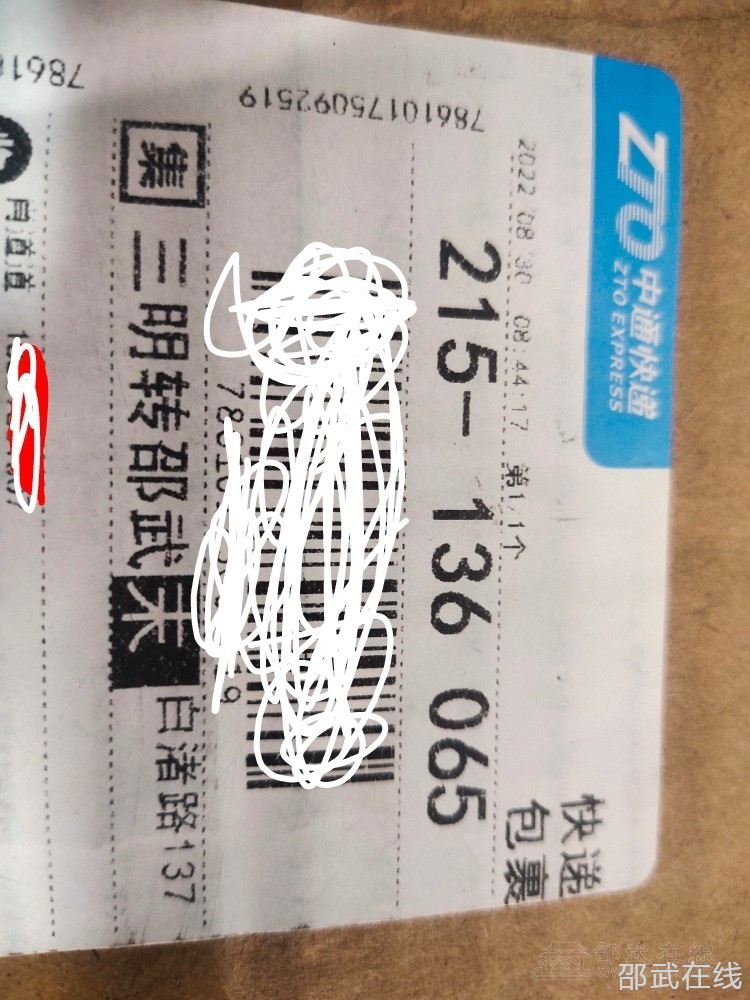 ZTO 中通快递
ZTO EXPRESS
快递
包裹
2022 08 30 08:44:17 第1/1个
78610175092519
215- 136 065
集 三明转邵武 末 白渚路137
邵武在线